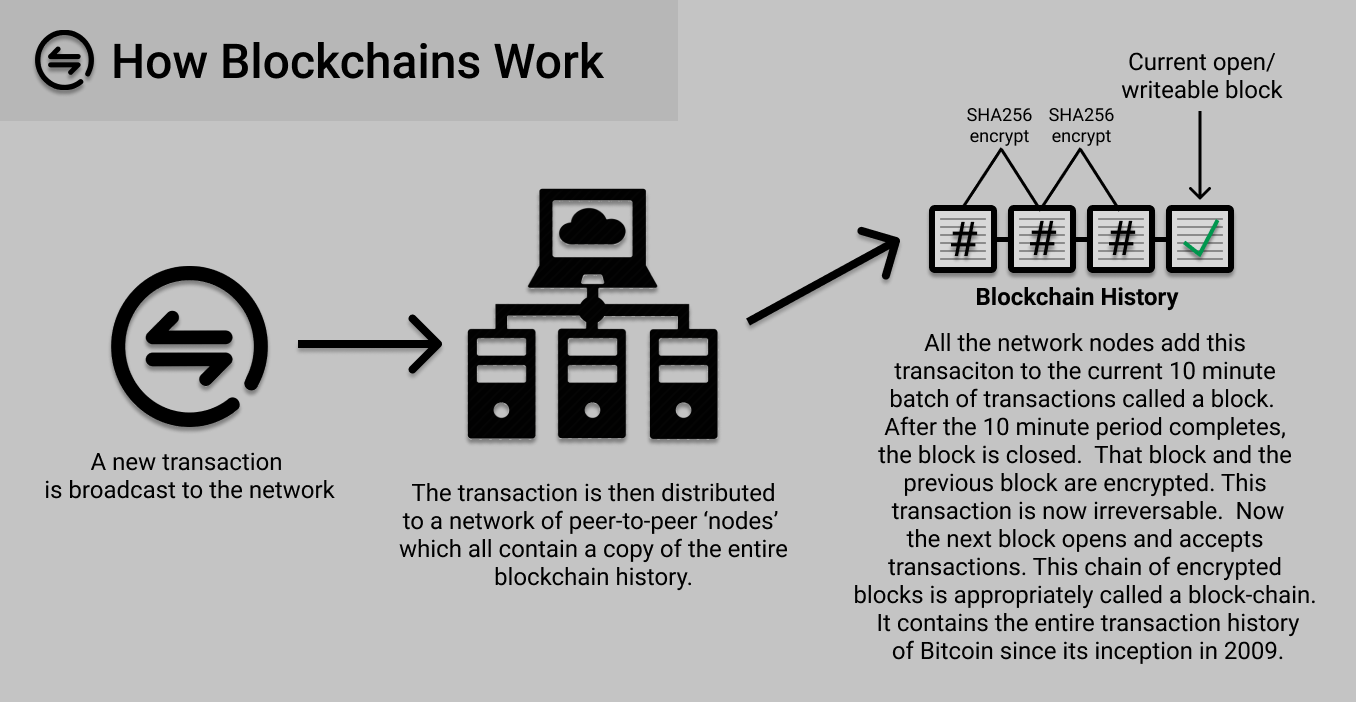 How Blockchains Work
A new transaction
is broadcast to the network
The transaction is then distributed
to a network of peer-to-peer ‘nodes’
which all contain a copy of the entire
blockchain history.
Current open/
writeable block
SHA256 SHA256
encrypt encrypt
# # #
Blockchain History
All the network nodes add this
transaciton to the current 10 minute
batch of transactions called a block.
After the 10 minute period completes,
the block is closed.  That block and the
previous block are encrypted. This
transaction is now irreversable.  Now
the next block opens and accepts
transactions. This chain of encrypted
blocks is appropriately called a block-chain.
It contains the entire transaction history
of Bitcoin since its inception in 2009.